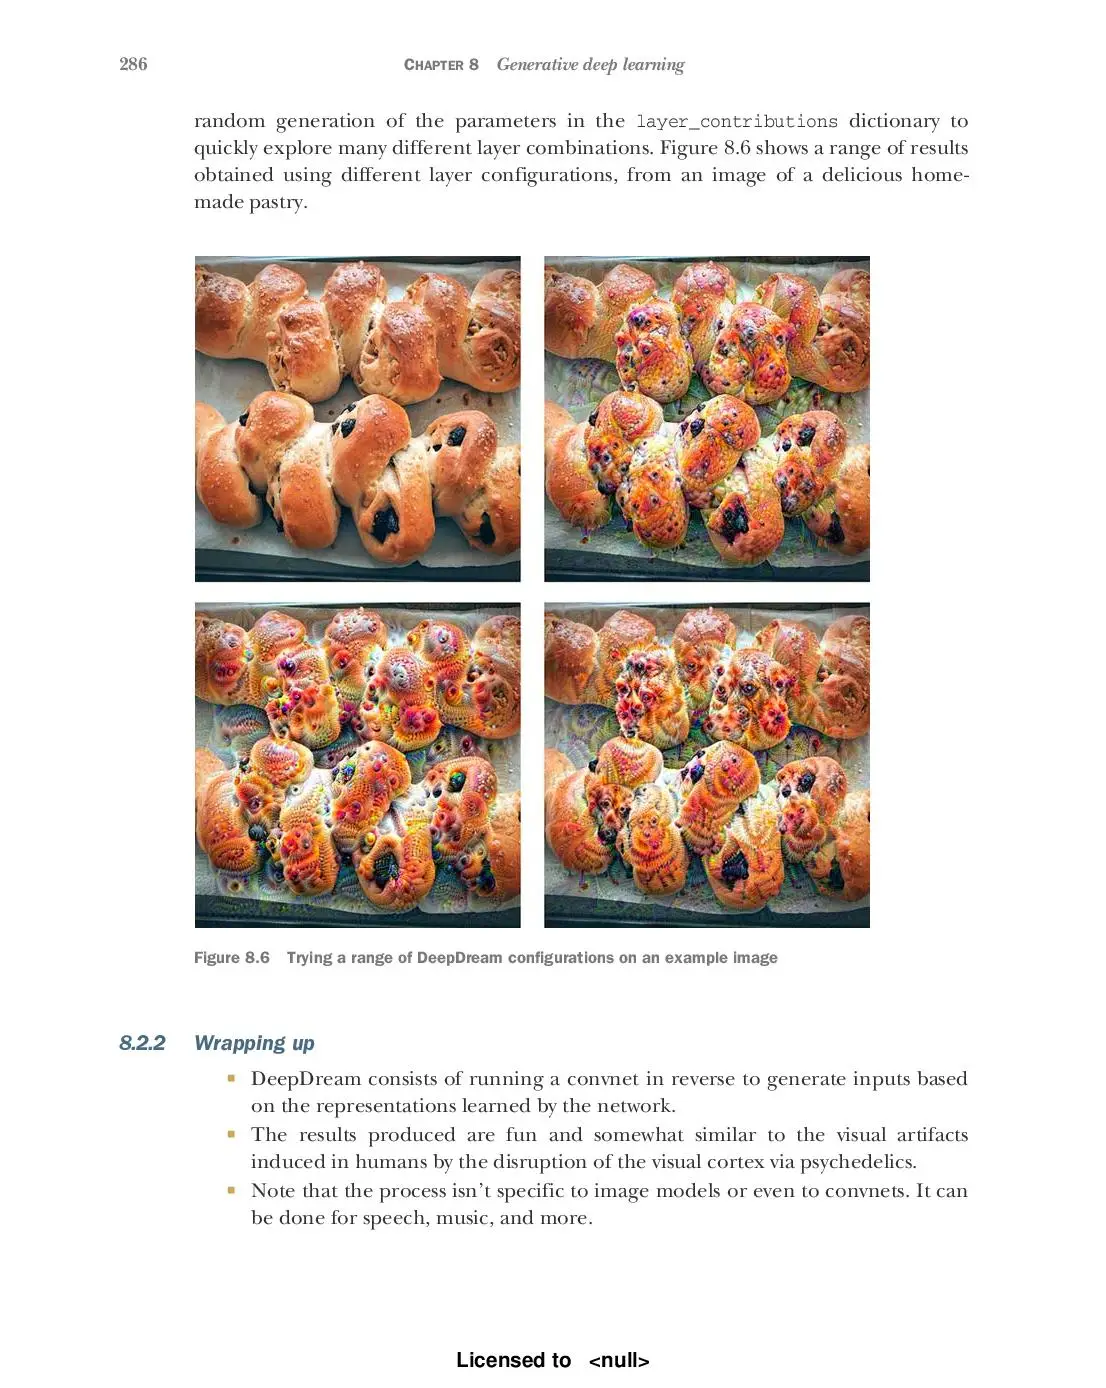 286
CHAPTER 8 Generative deep learning
random generation of the parameters in the layer_contributions dictionary to
quickly explore many different layer combinations. Figure 8.6 shows a range of results
obtained using different layer configurations, from an image of a delicious home-
made pastry.
Figure 8.6 Trying a range of DeepDream configurations on an example image
8.2.2 Wrapping up
■ DeepDream consists of running a convnet in reverse to generate inputs based
on the representations learned by the network.
■ The results produced are fun and somewhat similar to the visual artifacts
induced in humans by the disruption of the visual cortex via psychedelics.
■ Note that the process isn’t specific to image models or even to convnets. It can
be done for speech, music, and more.
Licensed to <null>